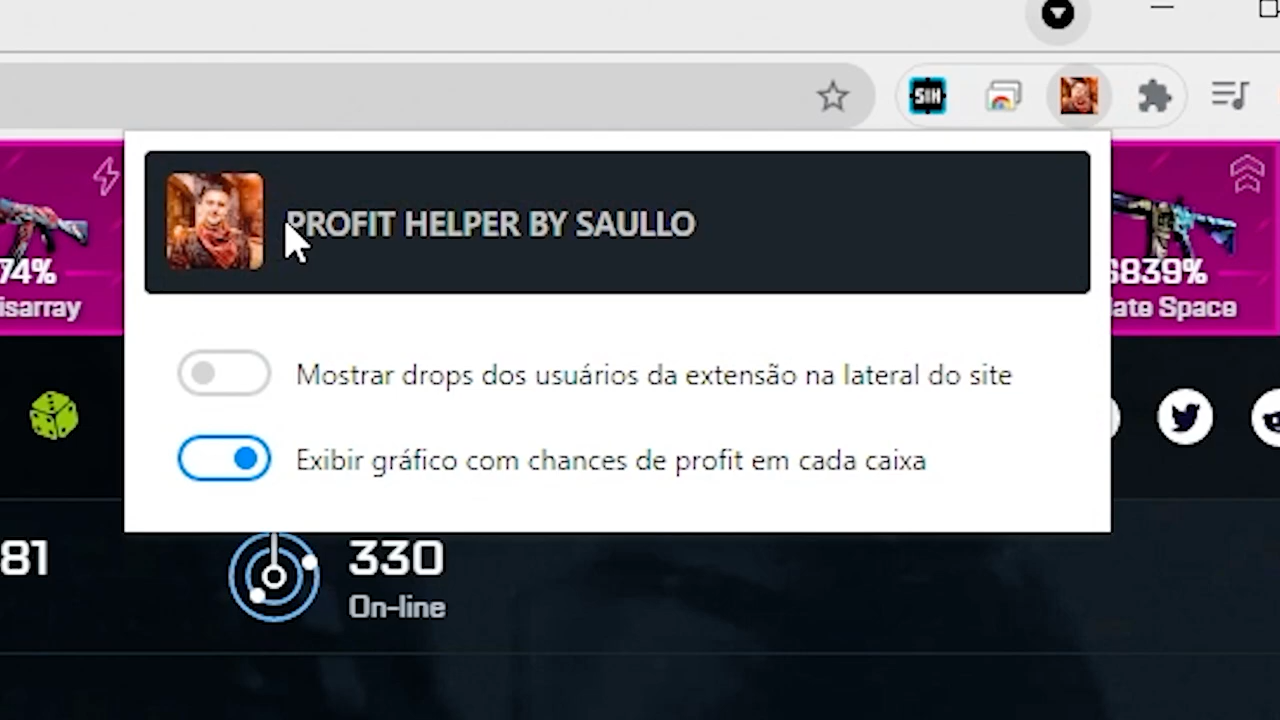 SIH
PROFIT HELPER BY SAULLO
74%
isarray
6839%
ate Space
Mostrar drops dos usuários da extensão na lateral do site
Exibir gráfico com chances de profit em cada caixa
81
330
On-line